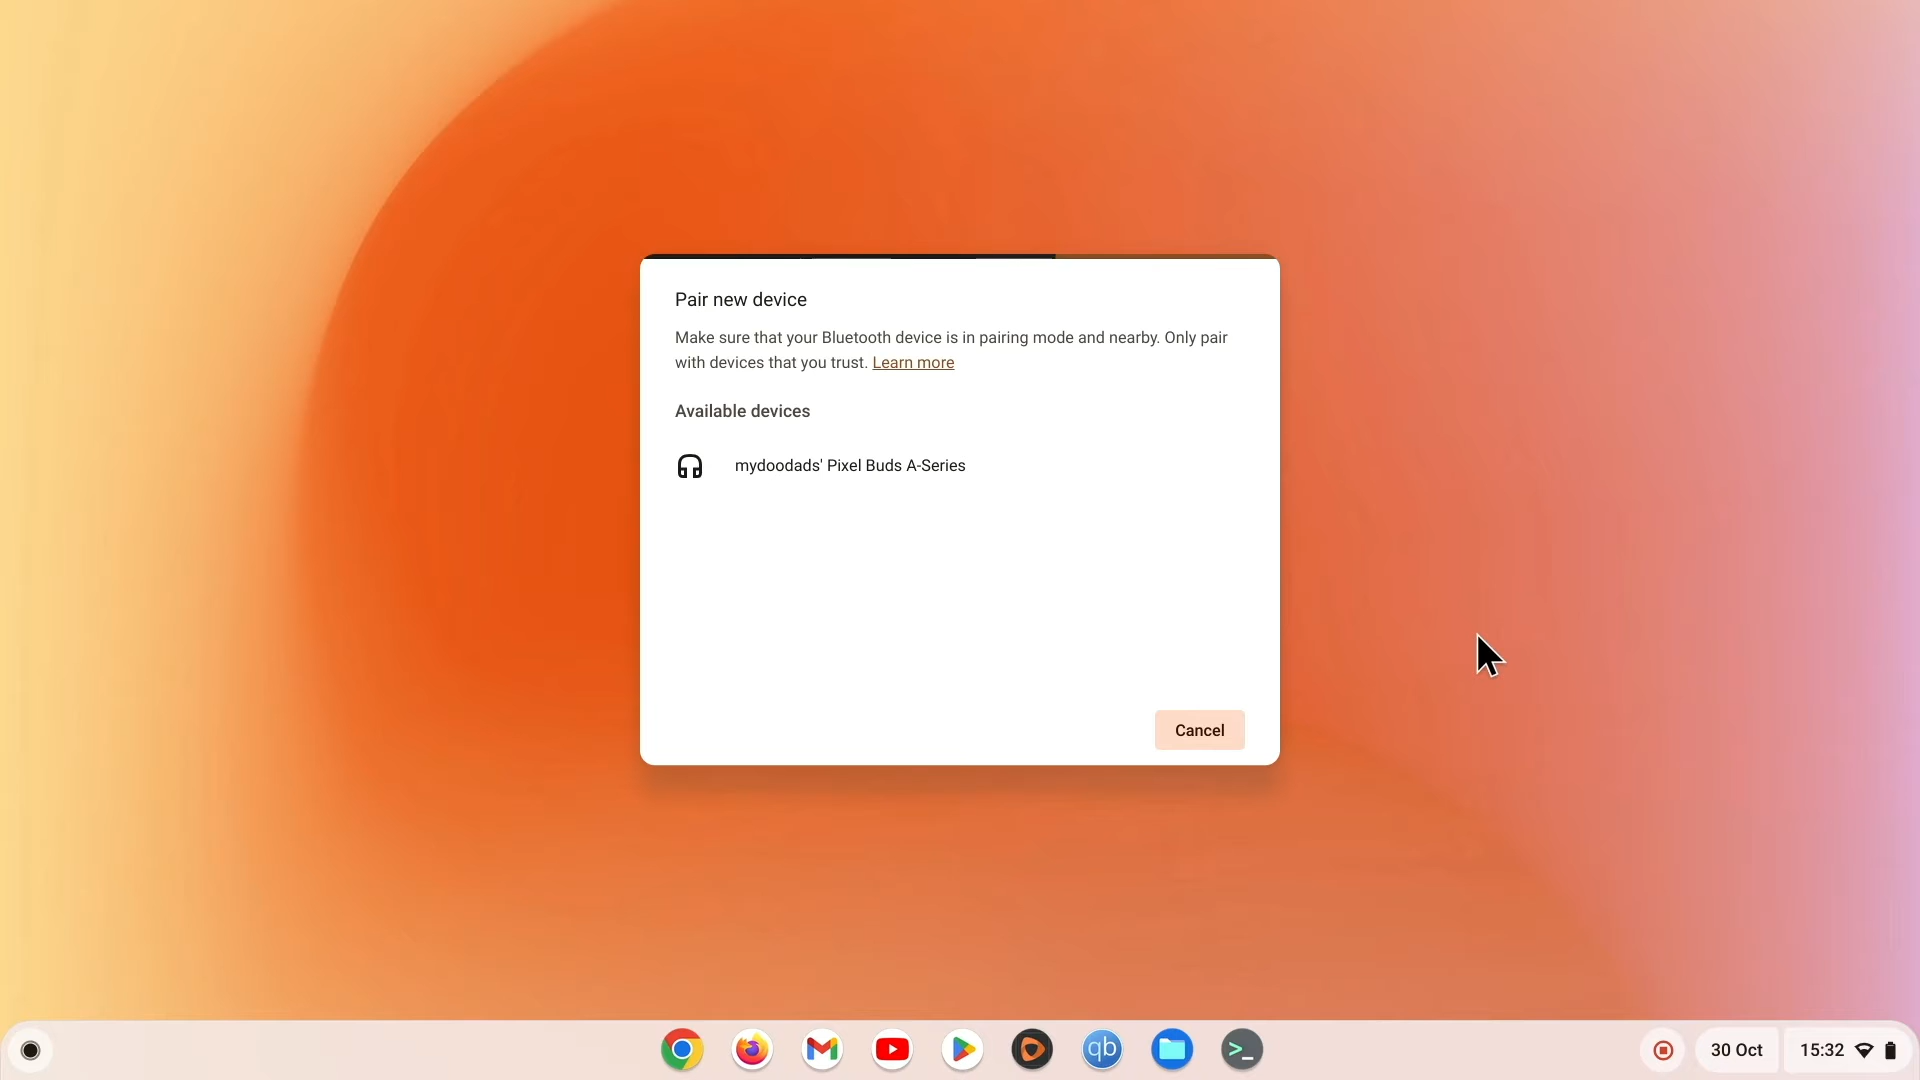 Pair new device
Make sure that your Bluetooth device is in pairing mode and nearby. Only pair
with devices that you trust. Learn more
Available devices
mydoodads' Pixel Buds A-Series
Cancel
qb
>_
30 Oct
15:32